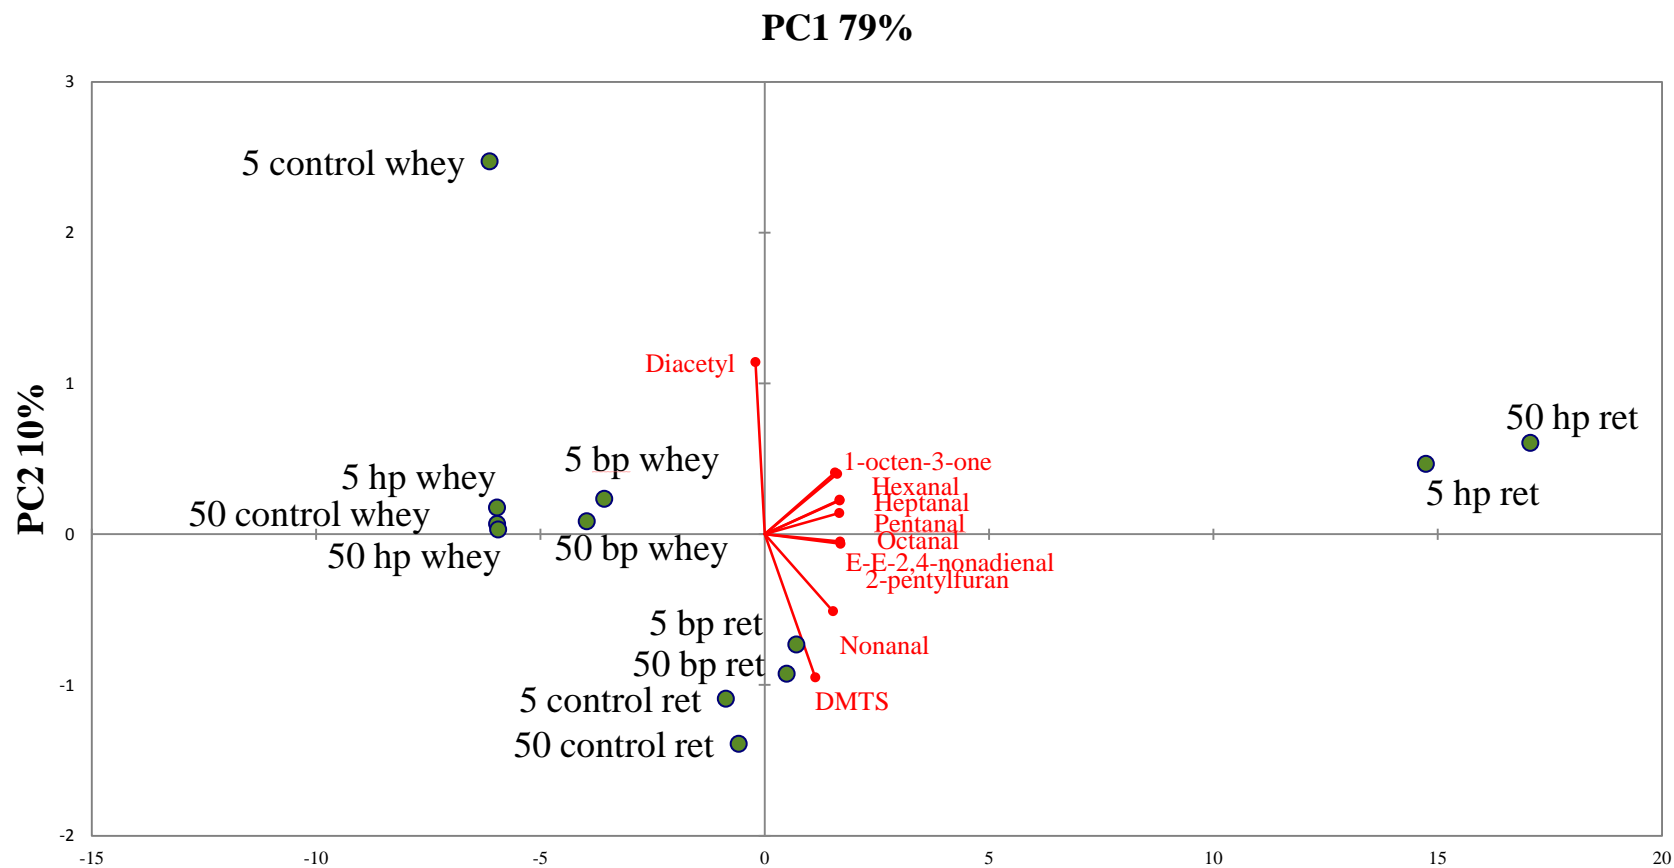 PC1 79%
3
5 control whey
2
Diacetyl
1
PC2 10%
50 hp ret
5 hp ret
5 bp whey
1-octen-3-one
5 hp whey
Hexanal
Heptanal
50 control whey
Pentanal
0
Octanal
50 hp whey
50 bp whey
E-E-2,4-nonadienal
2-pentylfuran
5 bp ret
Nonanal
50 bp ret
-1
5 control ret
DMTS
50 control ret
-2
-15 -10 -5 0 5 10 15 20